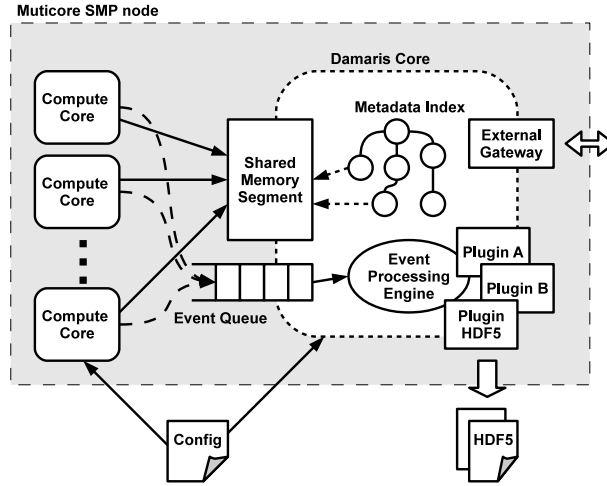 Muticore SMP node
Damaris Core
Compute
Core
Metadata Index
External
Gateway
Shared
Memory
Segment
Compute
Core
Compute
Core
Event
Processing
Engine
Plugin A
Plugin B
Plugin
HDF5
Event Queue
Config
HDF5